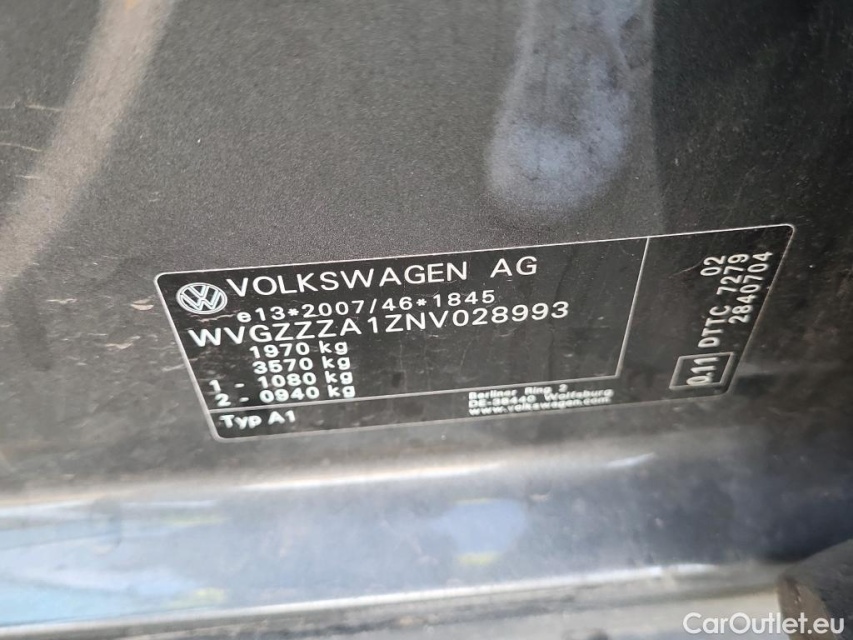 VOLKSWAGEN AG
e13*2007/46*1845
WVGZZZA1ZNV028993
1970 kg
3570 kg
1 - 1080 kg
2 - 0940 kg
Typ A1
Berliner Ring 2
DE-38440 Wolfsburg
www.volkswagen.com
0.11
DTTC 7279
02
2840704
CarOutlet.eu